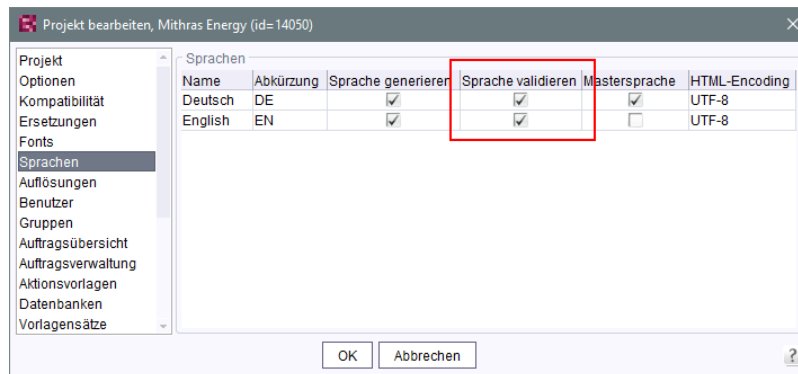 Projekt bearbeiten, Mithras Energy (id=14050)
Projekt
Optionen
Kompatibilität
Ersetzungen
Fonts
Sprachen
Auflösungen
Benutzer
Gruppen
Auftragsübersicht
Auftragsverwaltung
Aktionsvorlagen
Datenbanken
Vorlagensätze
Sprachen
Name Abkürzung Sprache generieren Sprache validieren Mastersprache HTML-Encoding
Deutsch DE UTF-8
English EN UTF-8
OK Abbrechen ?